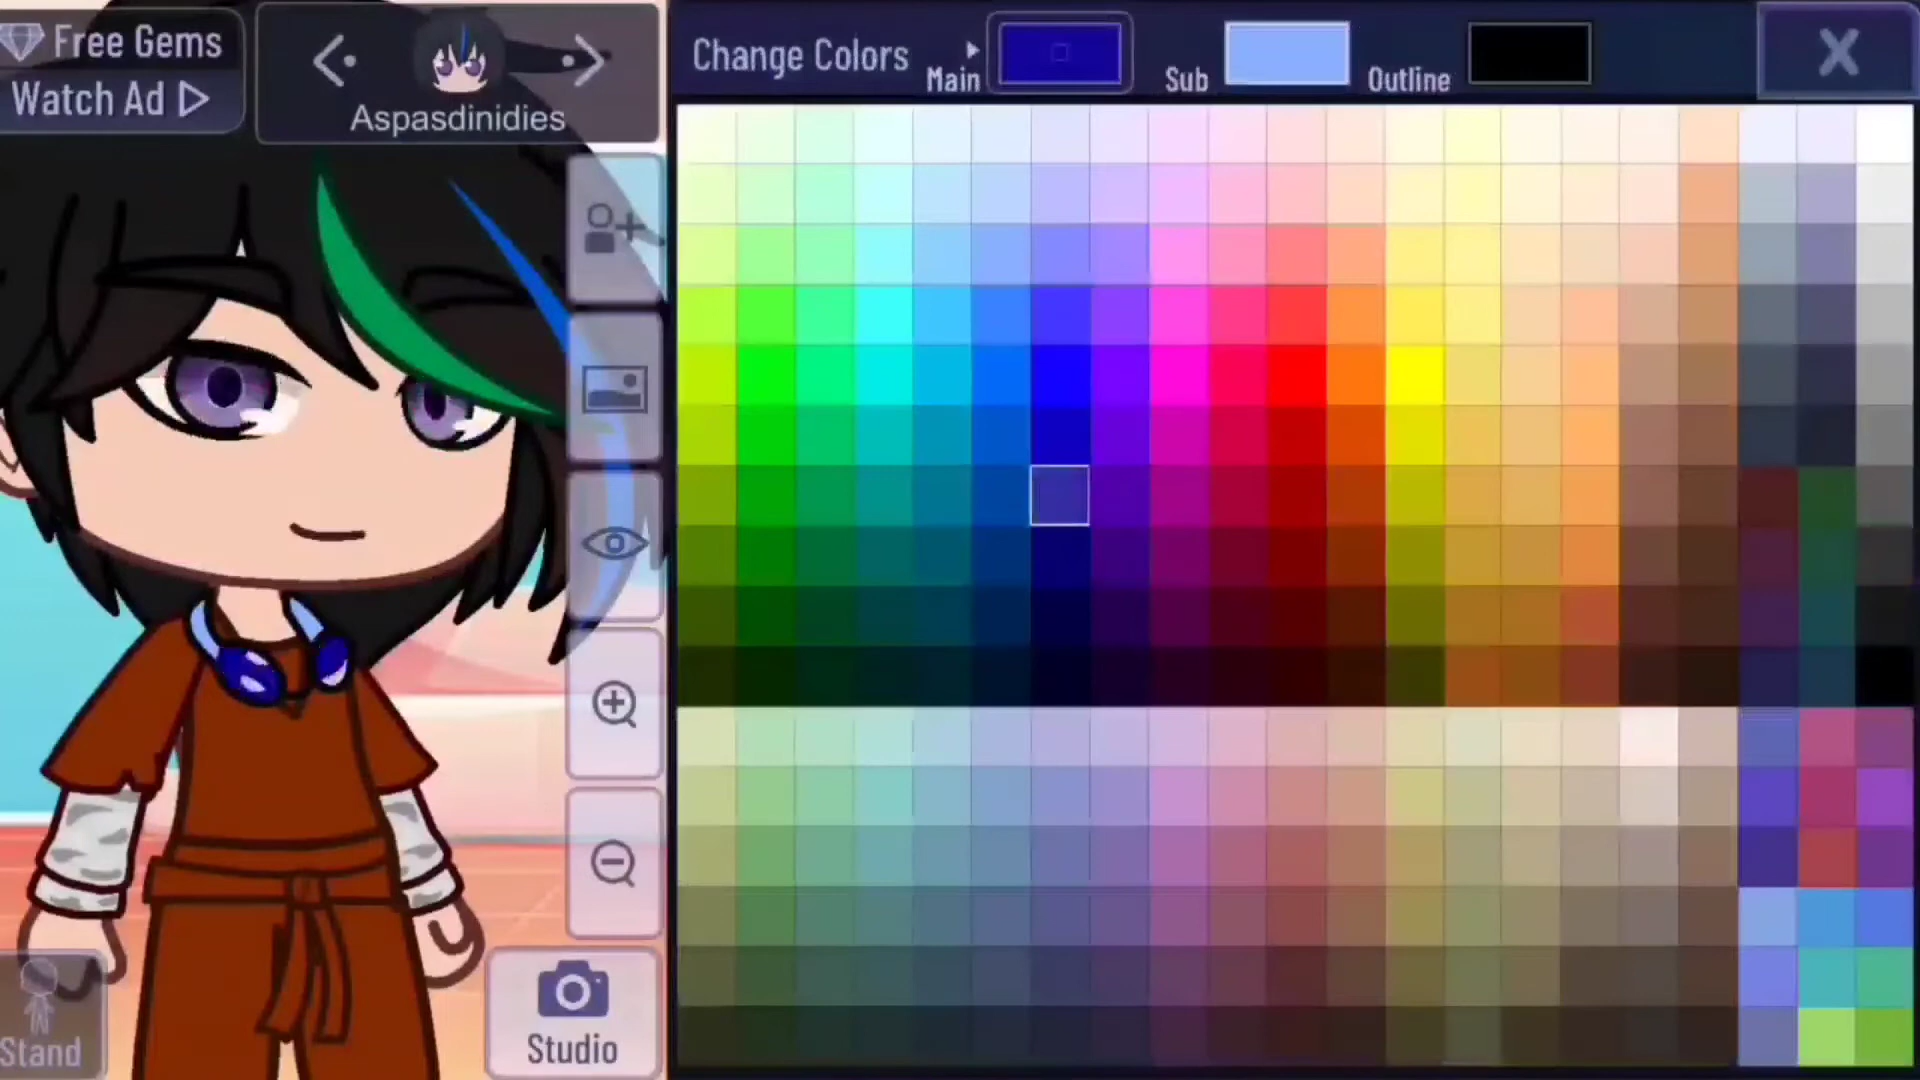 Free Gems
Watch Ad
Aspasdinidies
Change Colors
Main
Sub
Outline
X
Stand
Studio